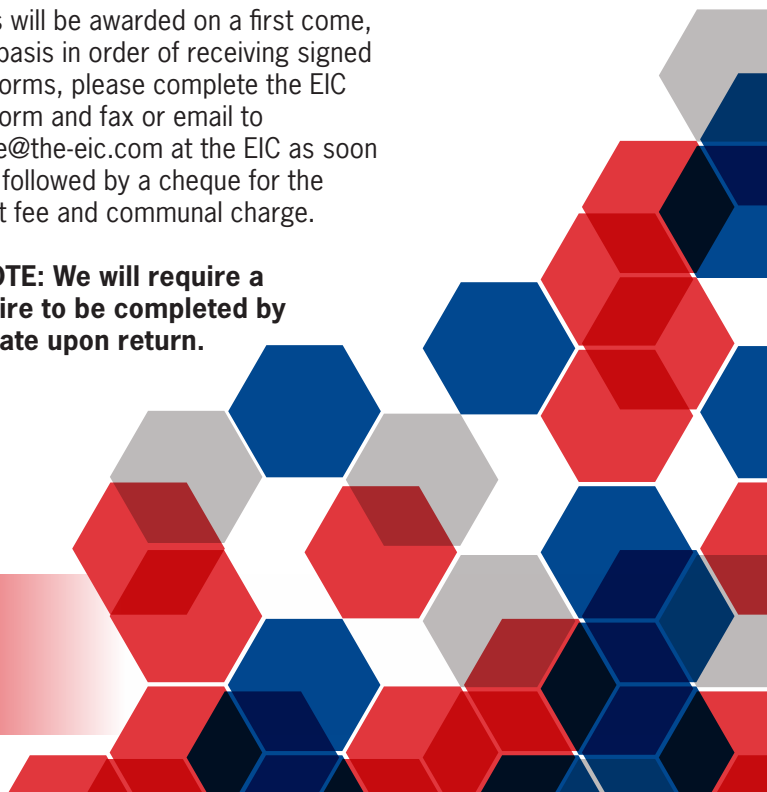 s will be awarded on a first come,
basis in order of receiving signed
orms, please complete the EIC
orm and fax or email to
e@the-eic.com at the EIC as soon
followed by a cheque for the
t fee and communal charge.
OTE: We will require a
ire to be completed by
ate upon return.